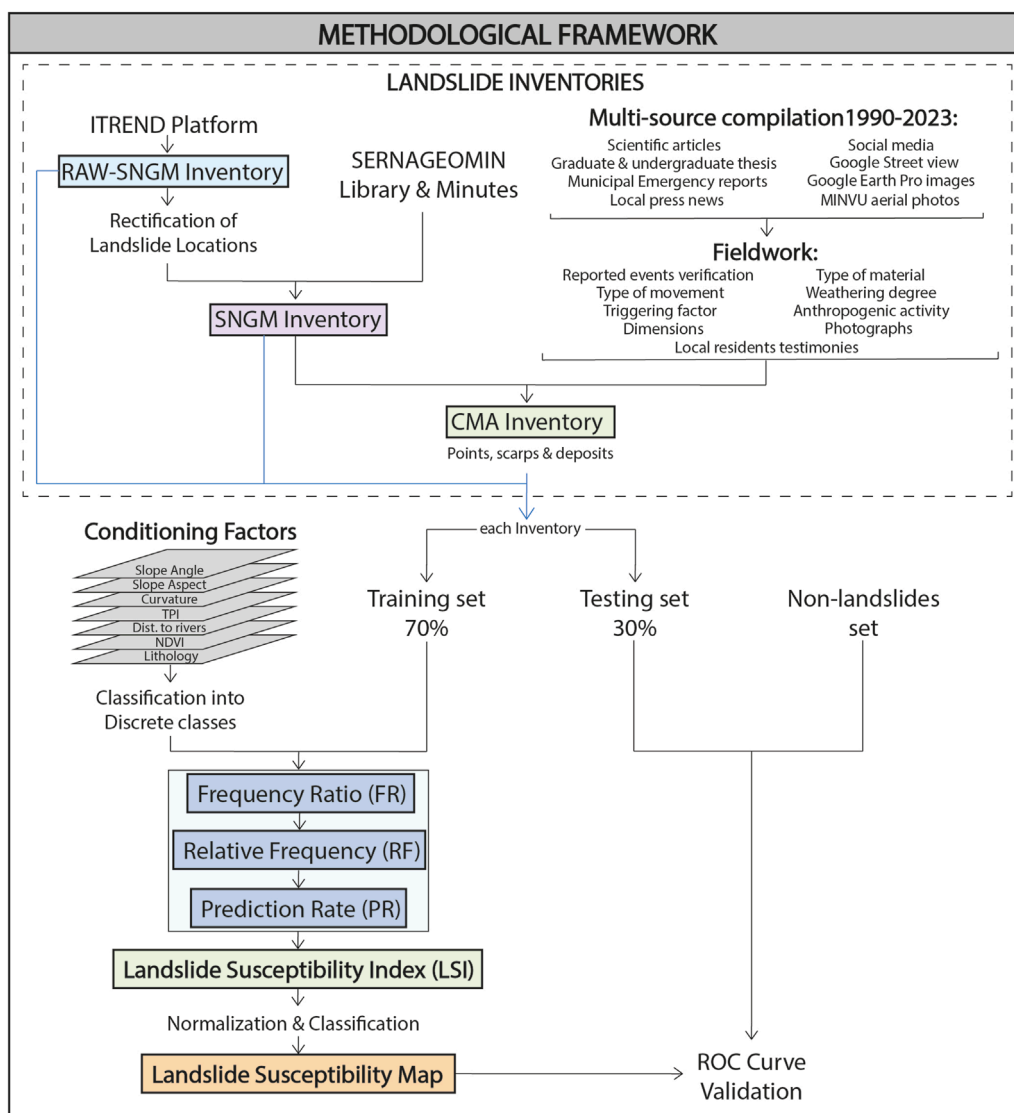 METHODOLOGICAL FRAMEWORK
LANDSLIDE INVENTORIES
ITREND Platform
RAW-SNGM Inventory
Rectification of
Landslide Locations
SERNAGEOMIN
Library & Minutes
SNGM Inventory
Multi-source compilation1990-2023:
Scientific articles
Graduate & undergraduate thesis
Municipal Emergency reports
Local press news
Social media
Google Street view
Google Earth Pro images
MINVU aerial photos
Fieldwork:
Reported events verification
Type of movement
Triggering factor
Dimensions
Type of material
Weathering degree
Anthropogenic activity
Photographs
Local residents testimonies
CMA Inventory
Points, scarps & deposits
each Inventory
Conditioning Factors
Slope Angle
Slope Aspect
Curvature
TPI
Dist. to rivers
NDVI
Lithology
Classification into
Discrete classes
Training set
70%
Testing set
30%
Non-landslides
set
Frequency Ratio (FR)
Relative Frequency (RF)
Prediction Rate (PR)
Landslide Susceptibility Index (LSI)
Normalization & Classification
Landslide Susceptibility Map
ROC Curve
Validation